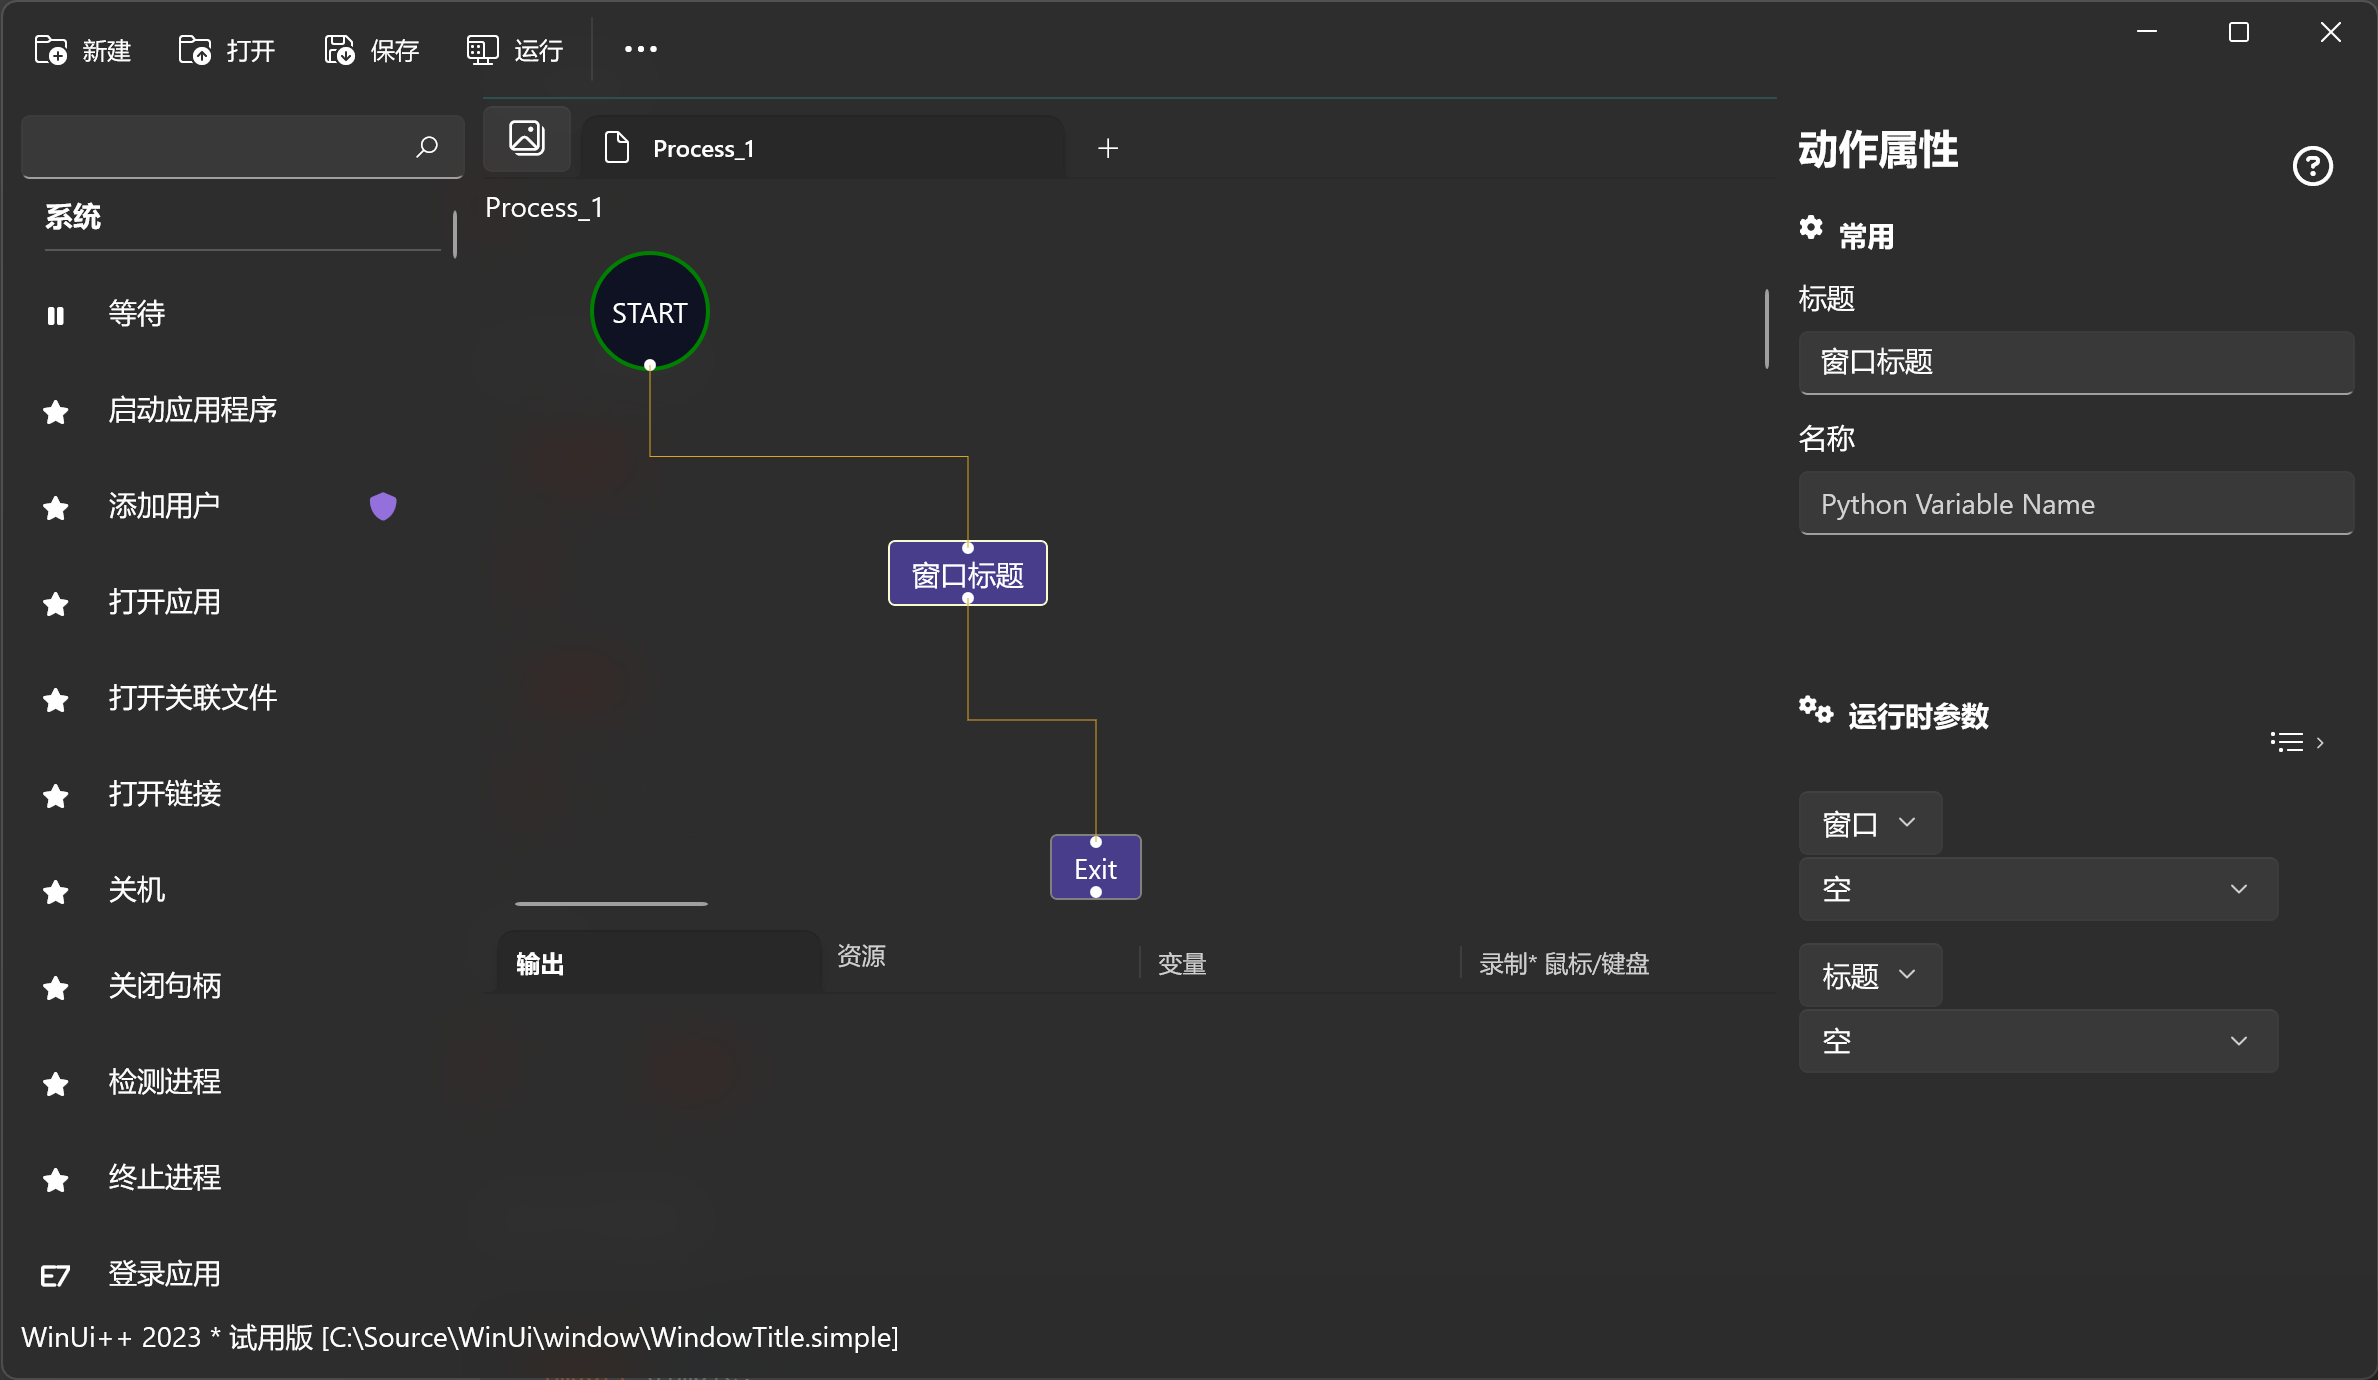 新建
打开
保存
运行
系统
等待
启动应用程序
添加用户
打开应用
打开关联文件
打开链接
关机
关闭句柄
检测进程
终止进程
登录应用
Process_1
Process_1
START
窗口标题
Exit
输出
资源
变量
录制* 鼠标/键盘
动作属性
常用
标题
窗口标题
名称
Python Variable Name
运行时参数
窗口
空
标题
空
WinUi++ 2023 * 试用版 [C:\Source\WinUi\window\WindowTitle.simple]